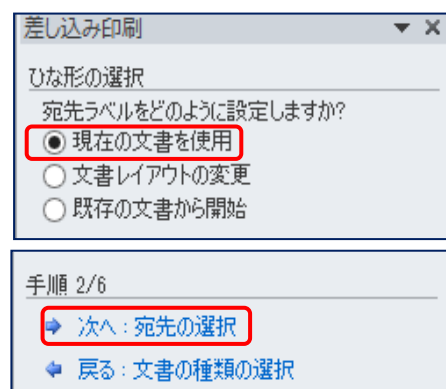 差し込み印刷
ひな形の選択
宛先ラベルをどのように設定しますか?
現在の文書を使用
文書レイアウトの変更
既存の文書から開始
手順 2/6
次へ : 宛先の選択
戻る : 文書の種類の選択